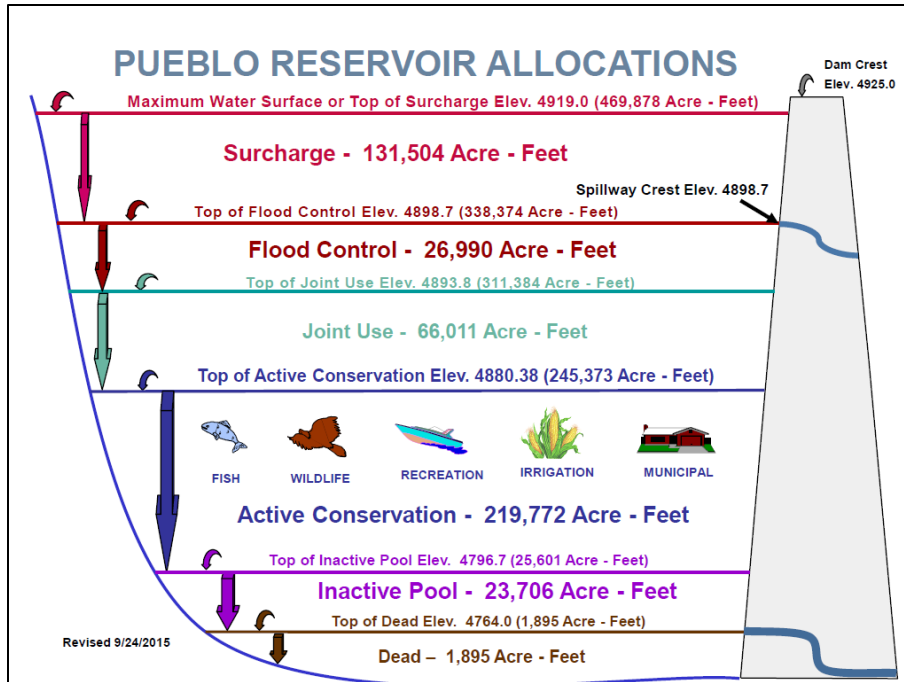 PUEBLO RESERVOIR ALLOCATIONS
Dam Crest
Elev. 4925.0
Maximum Water Surface or Top of Surcharge Elev. 4919.0 (469,878 Acre - Feet)
Surcharge - 131,504 Acre - Feet
Spillway Crest Elev. 4898.7
Top of Flood Control Elev. 4898.7 (338,374 Acre - Feet)
Flood Control - 26,990 Acre - Feet
Top of Joint Use Elev. 4893.8 (311,384 Acre - Feet)
Joint Use - 66,011 Acre - Feet
Top of Active Conservation Elev. 4880.38 (245,373 Acre - Feet)
FISH
WILDLIFE
RECREATION
IRRIGATION
MUNICIPAL
Active Conservation - 219,772 Acre - Feet
Top of Inactive Pool Elev. 4796.7 (25,601 Acre - Feet)
Inactive Pool - 23,706 Acre - Feet
Top of Dead Elev. 4764.0 (1,895 Acre - Feet)
Revised 9/24/2015
Dead – 1,895 Acre - Feet